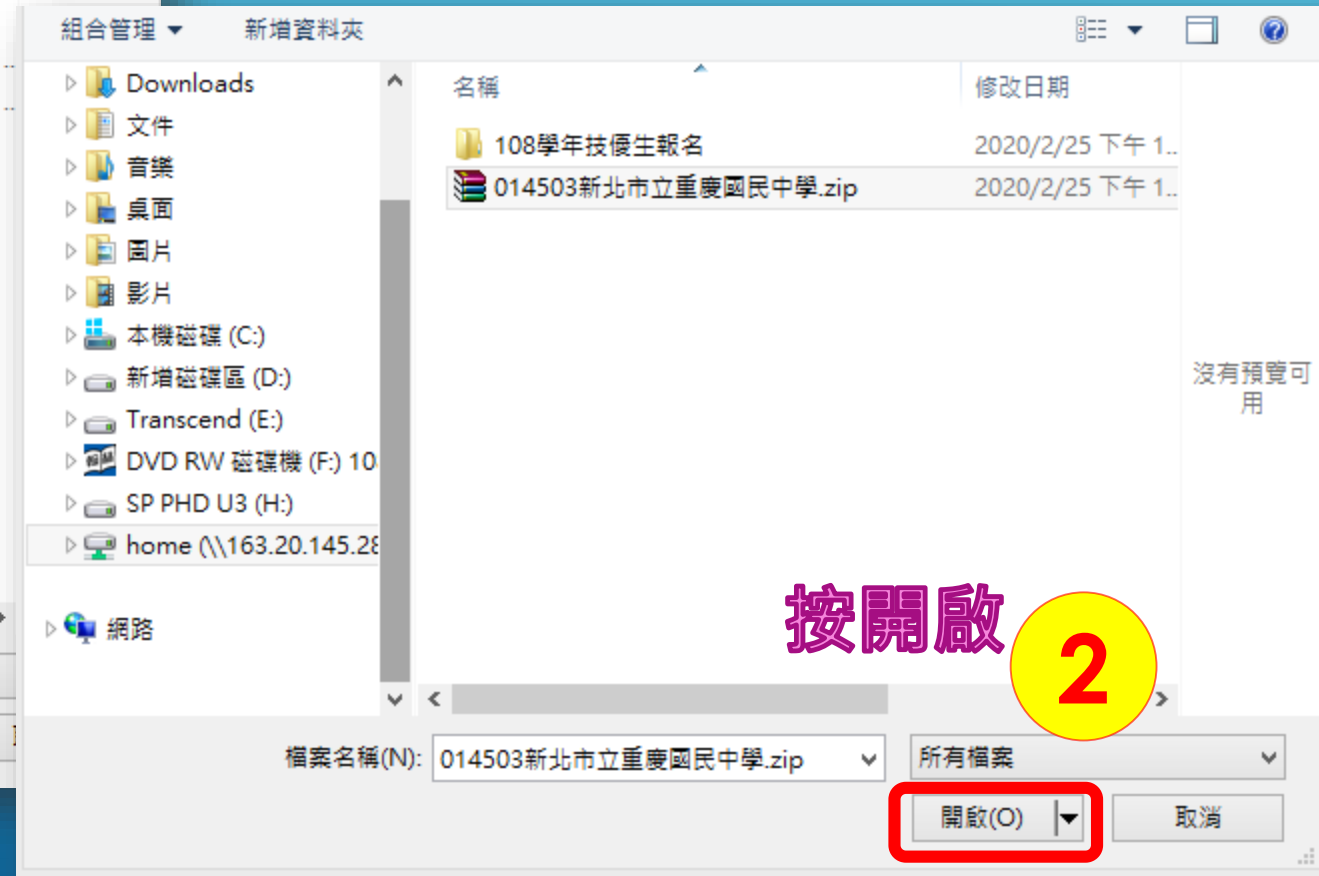 組合管理
新增資料夾
Downloads
文件
音樂
桌面
圖片
影片
本機磁碟 (C:)
新增磁碟區 (D:)
Transcend (E:)
DVD RW 磁碟機 (F:) 10
SP PHD U3 (H:)
home (\\163.20.145.28
網路
名稱
修改日期
108學年技優生報名
2020/2/25 下午 1..
014503新北市立重慶國民中學.zip
2020/2/25 下午 1..
沒有預覽可
用
按開啟
2
檔案名稱(N):
014503新北市立重慶國民中學.zip
所有檔案
開啟(O)
取消